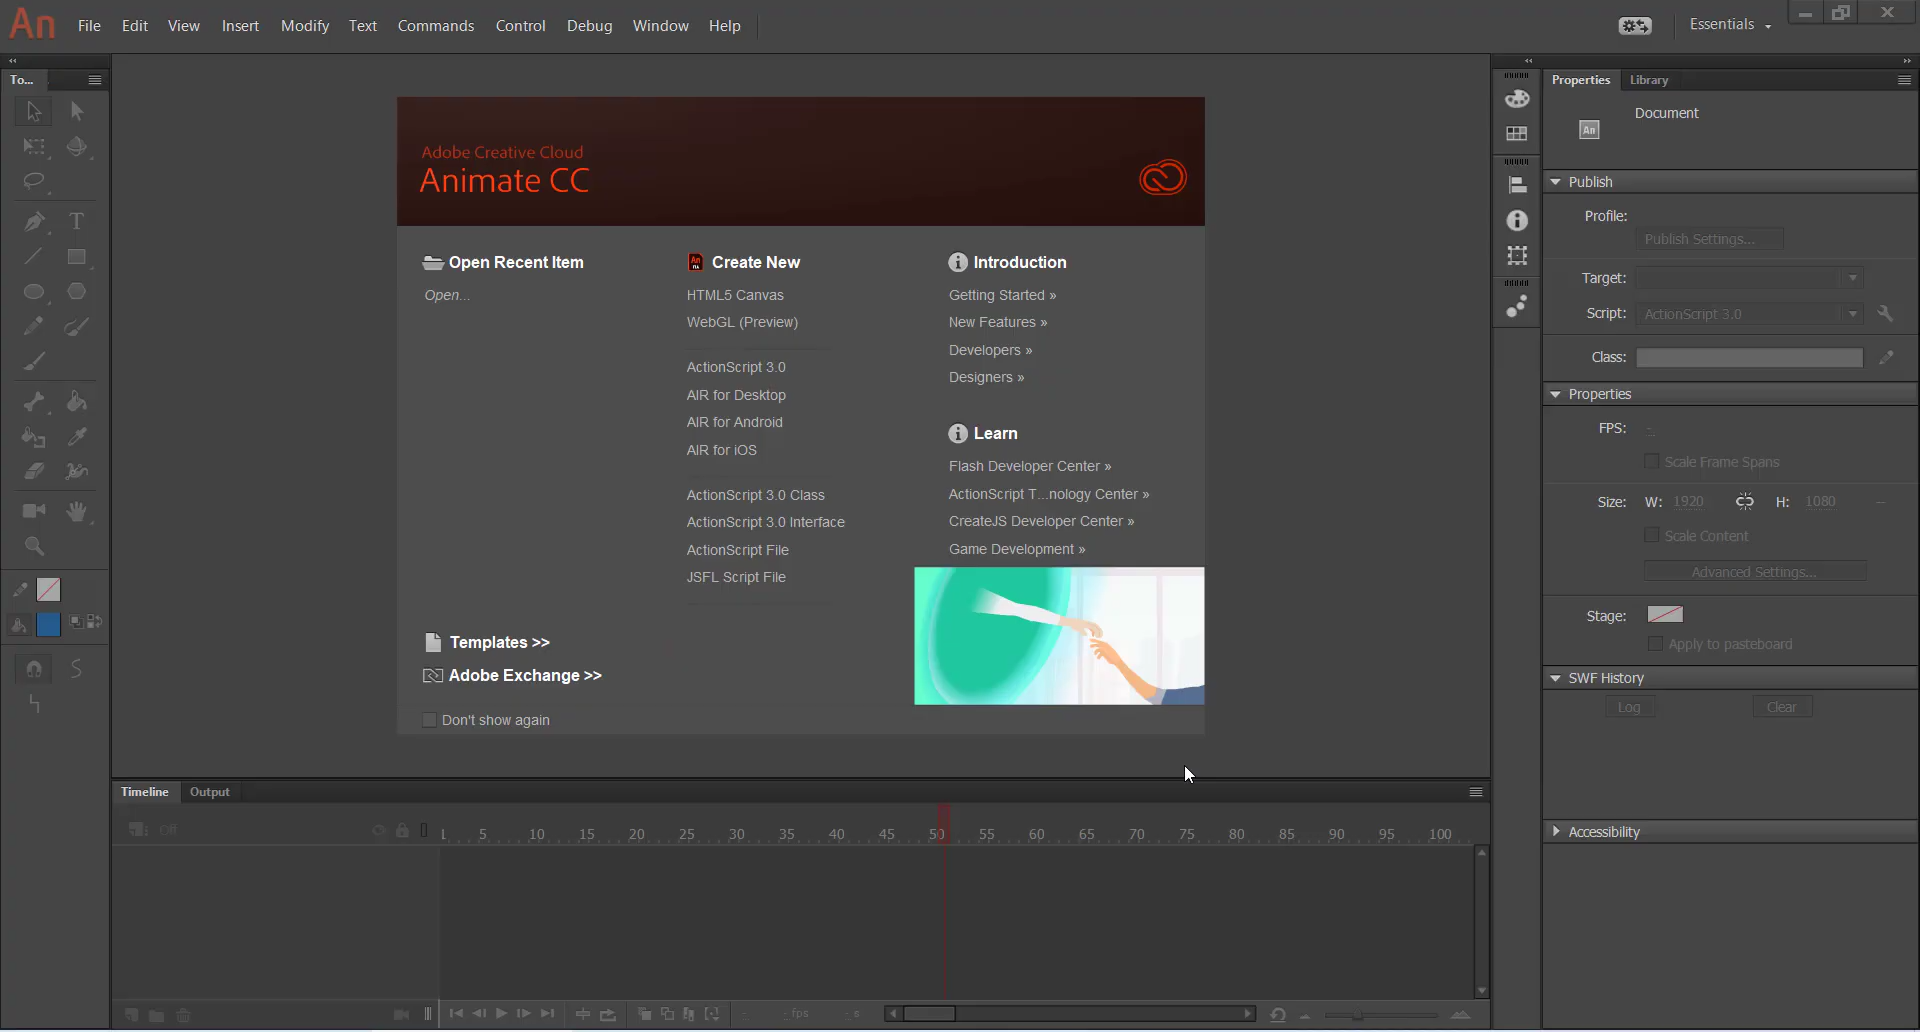 An File Edit View Insert Modify Text Commands Control Debug Window Help Essentials
To...
Properties Library
An Document
Publish
Profile:
Publish Settings...
Target:
Script: ActionScript 3.0
Class:
Properties
FPS: -
Scale Frame Spans
Size: W: 1920 H: 1080
Scale Content
Advanced Settings...
Stage:
Apply to pasteboard
SWF History
Log Clear
Accessibility
Adobe Creative Cloud
Animate CC
Open Recent Item
Open...
Create New
HTML5 Canvas
WebGL (Preview)
ActionScript 3.0
AIR for Desktop
AIR for Android
AIR for iOS
ActionScript 3.0 Class
ActionScript 3.0 Interface
ActionScript File
JSFL Script File
Introduction
Getting Started »
New Features »
Developers »
Designers »
Learn
Flash Developer Center »
ActionScript T...nology Center »
CreateJS Developer Center »
Game Development »
Templates >>
Adobe Exchange >>
Don't show again
Timeline Output
Off 1 5 10 15 20 25 30 35 40 45 50 55 60 65 70 75 80 85 90 95 100
- -fps -s